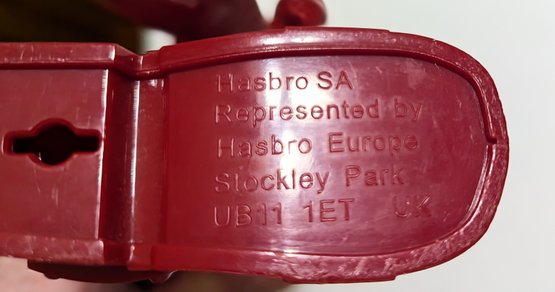 Hasbro SA
Represented by
Hasbro Europe
Stockley Park
UB11 1ET UK